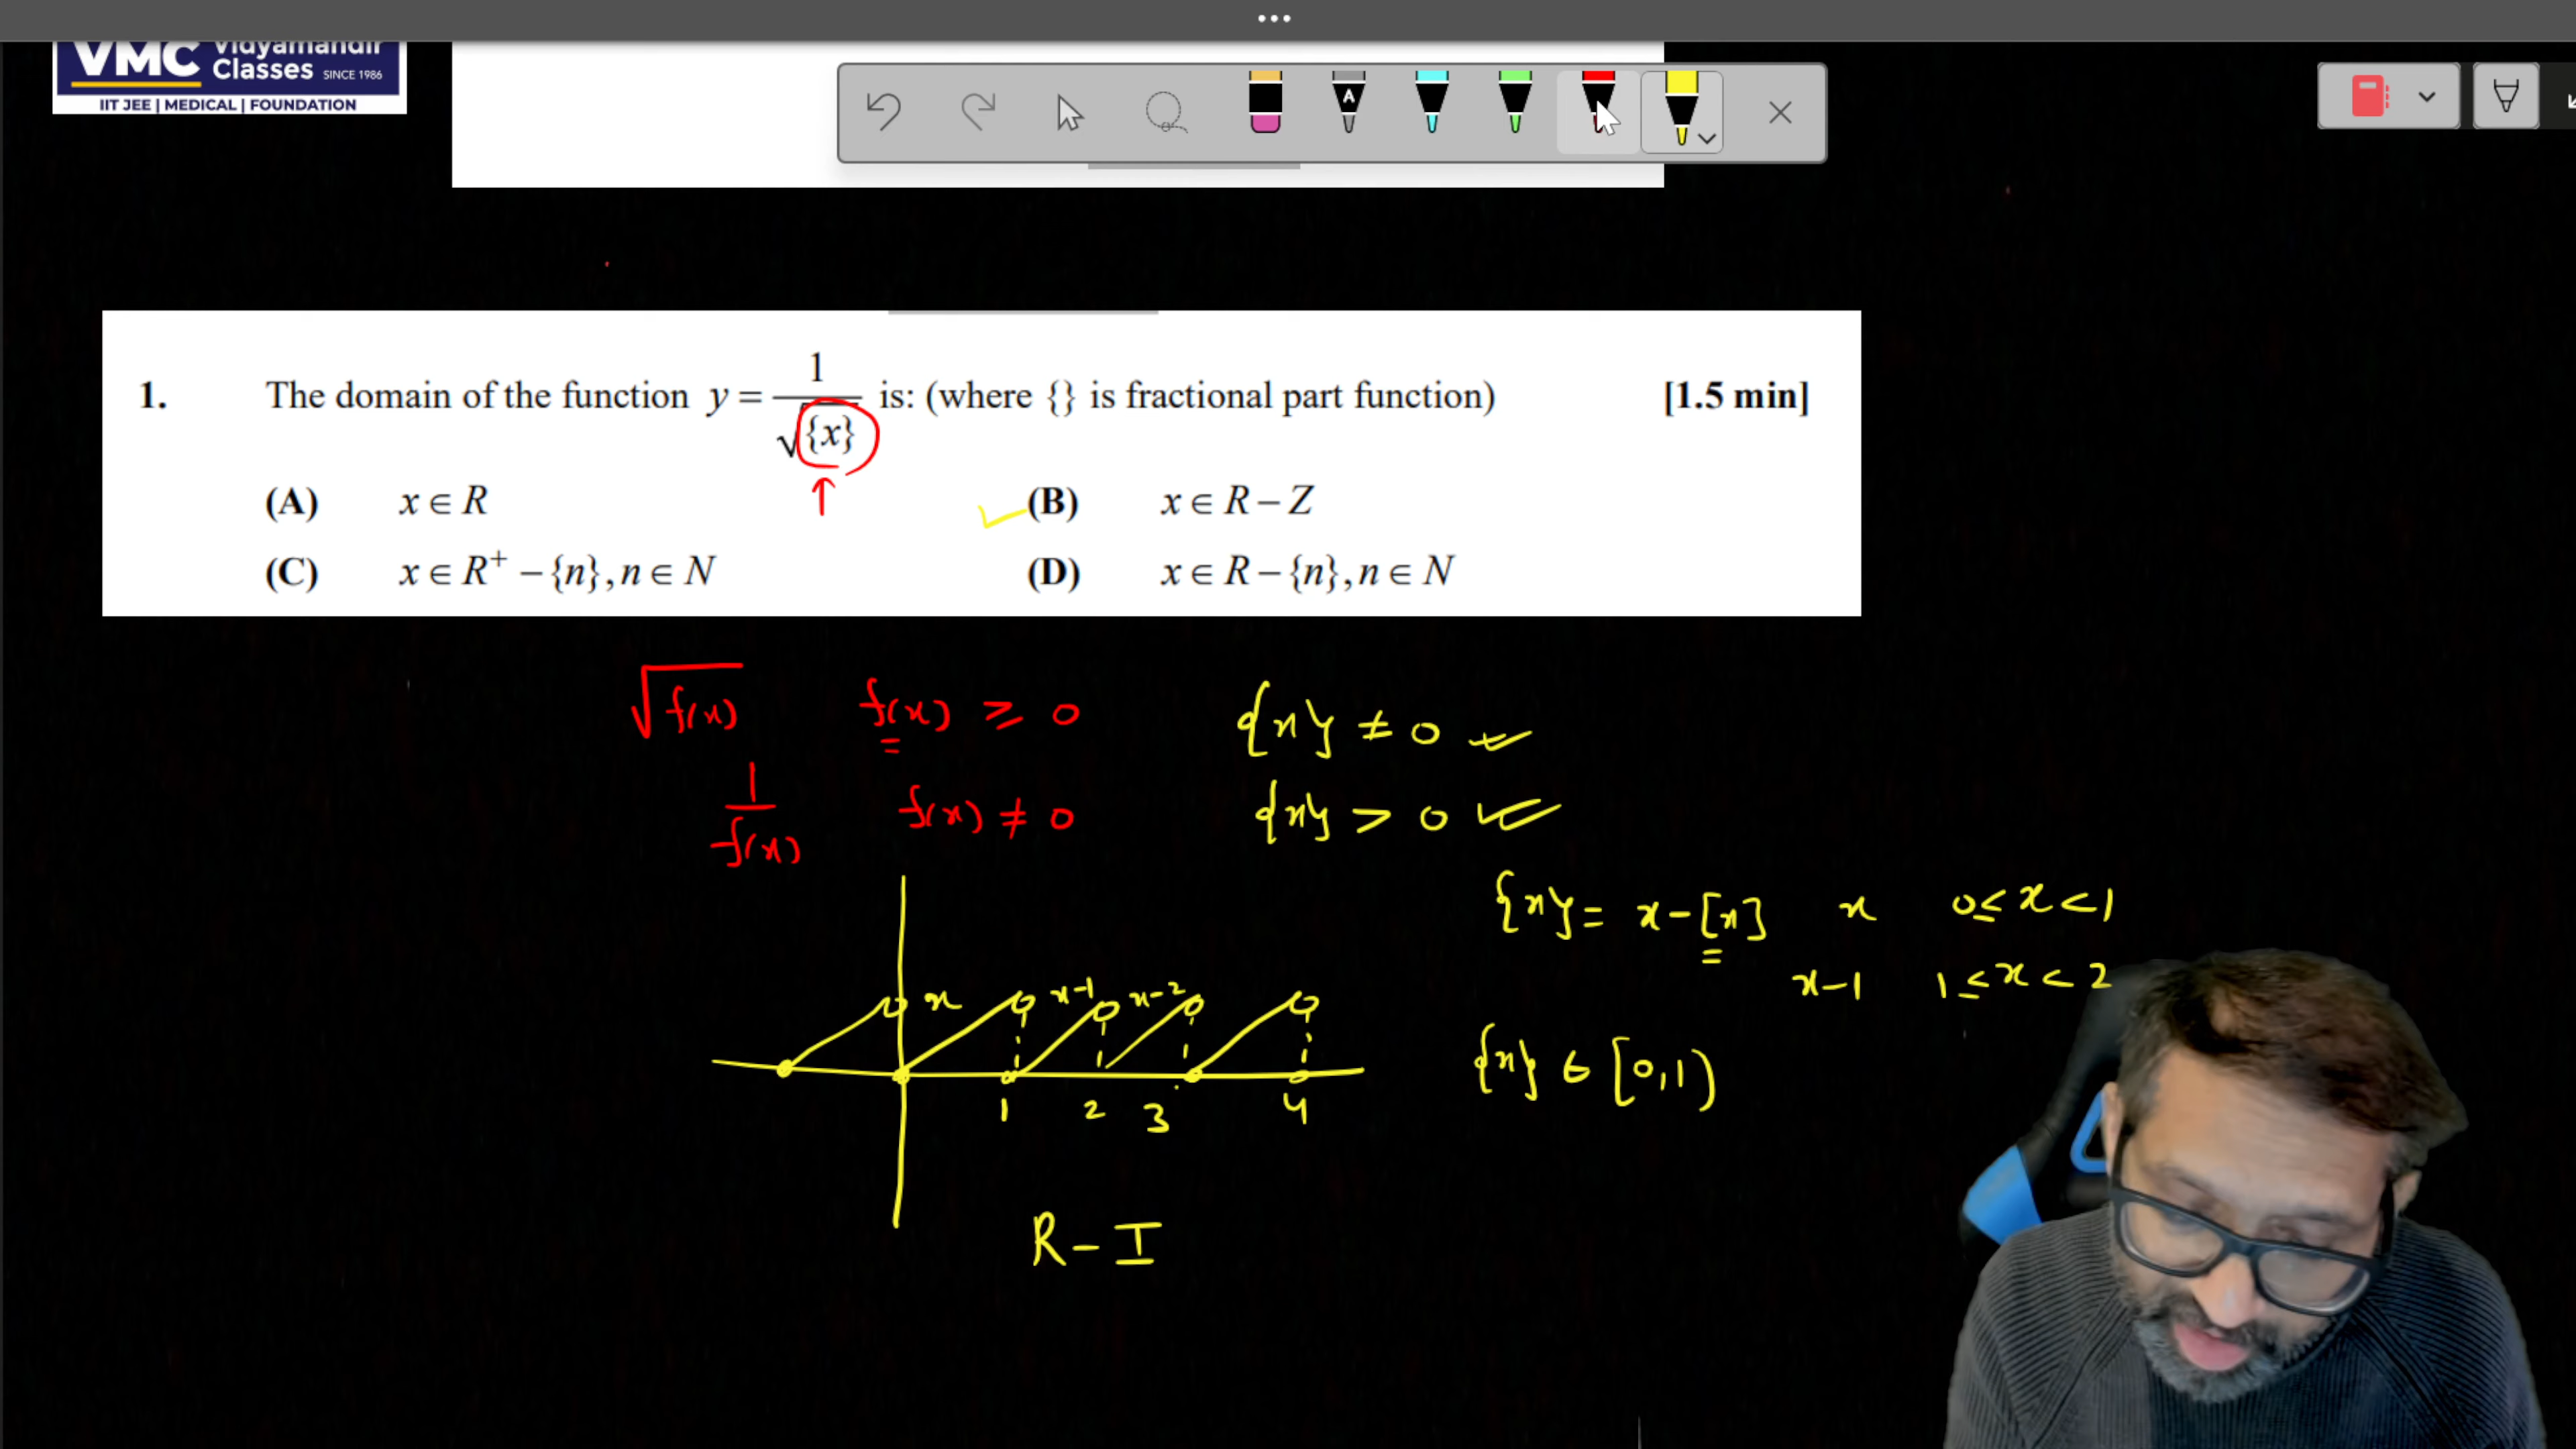 VMC Vidyamandir Classes SINCE 1986
IIT JEE | MEDICAL | FOUNDATION
A
1. The domain of the function y = 1/√{x} is: (where {} is fractional part function) [1.5 min]
(A) x ∈ R (B) x ∈ R – Z
(C) x ∈ R⁺ – {n}, n ∈ N (D) x ∈ R – {n}, n ∈ N
√f(x) f(x) ≥ 0 {x} ≠ 0
1/f(x) f(x) ≠ 0 {x} > 0
{x} = x – [x] x 0 ≤ x < 1
x–1 1 ≤ x < 2
x x–1 x–2
{x} ∈ [0,1)
1 2 3 4
R – I